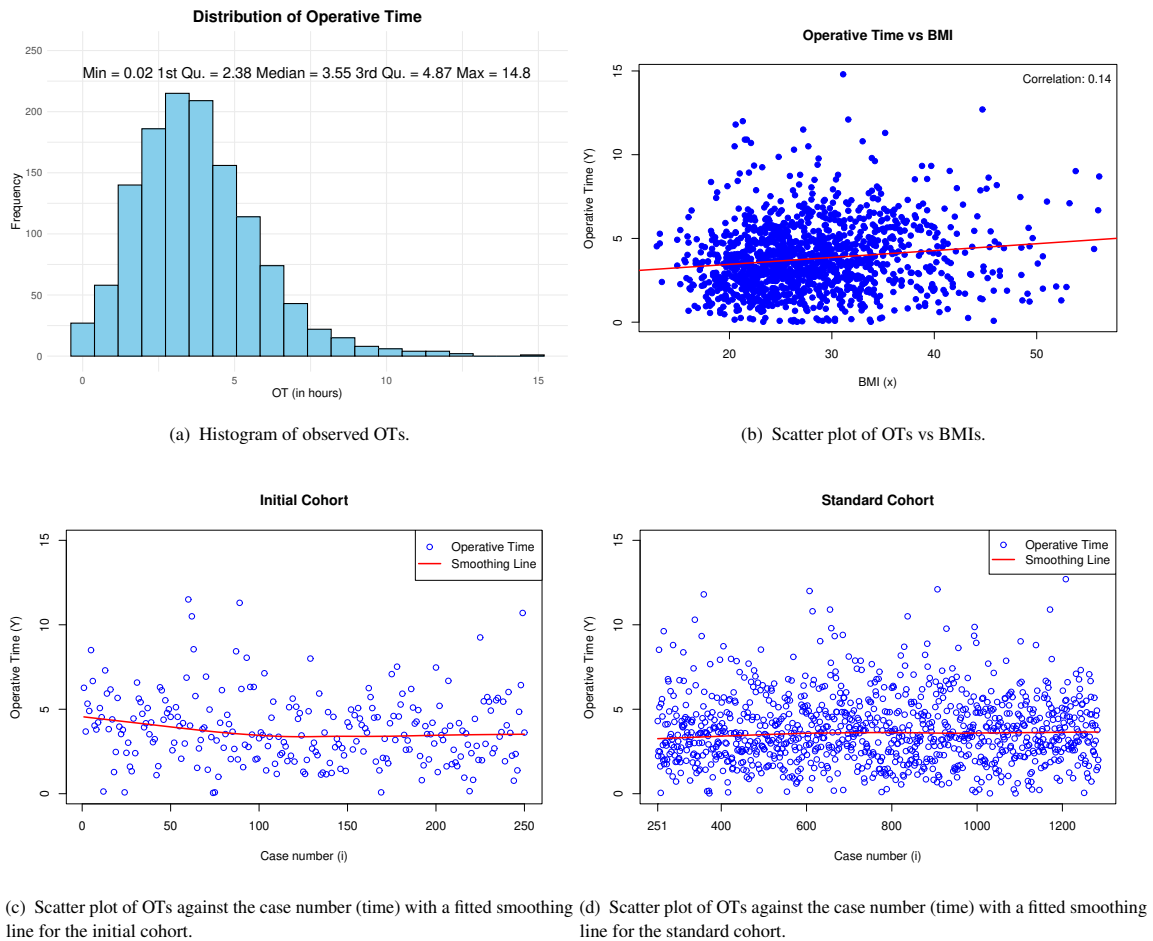 Distribution of Operative Time
Min = 0.02 1st Qu. = 2.38 Median = 3.55 3rd Qu. = 4.87 Max = 14.8
250
200
150
100
50
0
Frequency
0 5 10 15
OT (in hours)
(a) Histogram of observed OTs.
Operative Time vs BMI
Correlation: 0.14
15
10
5
0
Operative Time (Y)
20 30 40 50
BMI (x)
(b) Scatter plot of OTs vs BMIs.
Initial Cohort
Operative Time
Smoothing Line
15
10
5
0
Operative Time (Y)
0 50 100 150 200 250
Case number (i)
(c) Scatter plot of OTs against the case number (time) with a fitted smoothing
line for the initial cohort.
Standard Cohort
Operative Time
Smoothing Line
15
10
5
0
Operative Time (Y)
251 400 600 800 1000 1200
Case number (i)
(d) Scatter plot of OTs against the case number (time) with a fitted smoothing
line for the standard cohort.